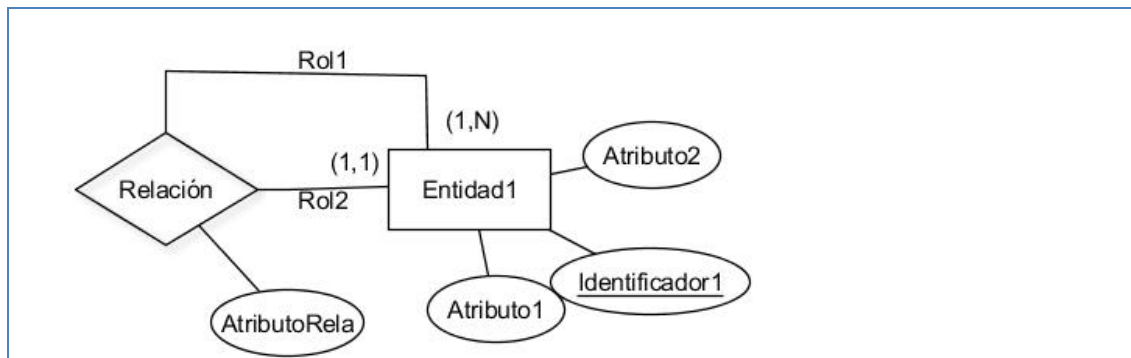 Rol1
(1,N)
Atributo2
(1,1)
Relación
Entidad1
Rol2
Identificador1
Atributo1
AtributoRela